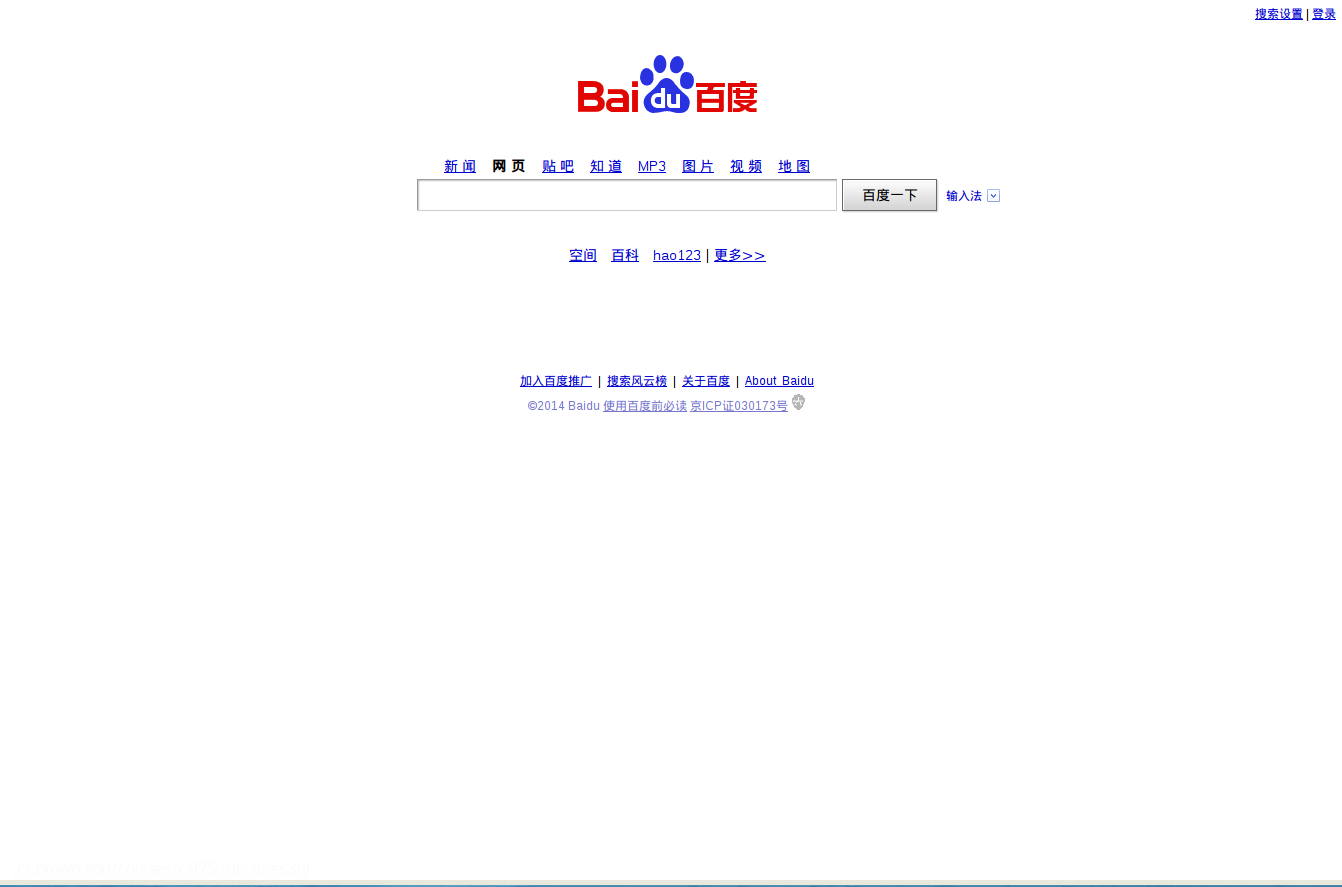 搜索设置 | 登录
Bai du 百度
新 闻 网 页 贴 吧 知 道 MP3 图 片 视 频 地 图
百度一下 输入法
空间 百科 hao123 | 更多>>
加入百度推广 | 搜索风云榜 | 关于百度 | About Baidu
©2014 Baidu 使用百度前必读 京ICP证030173号